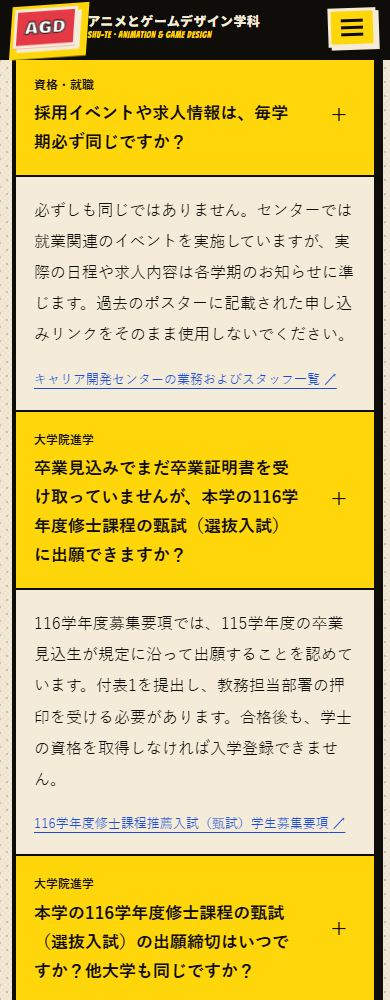 AGD
アニメとゲームデザイン学科
SHU-TE・ANIMATION & GAME DESIGN
資格・就職
採用イベントや求人情報は、毎学
期必ず同じですか？
必ずしも同じではありません。センターでは
就業関連のイベントを実施していますが、実
際の日程や求人内容は各学期のお知らせに準
じます。過去のポスターに記載された申し込
みリンクをそのまま使用しないでください。
キャリア開発センターの業務およびスタッフ一覧 ↗
大学院進学
卒業見込みでまだ卒業証明書を受
け取っていませんが、本学の116学
年度修士課程の甄試（選抜入試）
に出願できますか？
116学年度募集要項では、115学年度の卒業
見込生が規定に沿って出願することを認めて
います。付表1を提出し、教務担当部署の押
印を受ける必要があります。合格後も、学士
の資格を取得しなければ入学登録できませ
ん。
116学年度修士課程推薦入試（甄試）学生募集要項 ↗
大学院進学
本学の116学年度修士課程の甄試
（選抜入試）の出願締切はいつで
すか？他大学も同じですか？